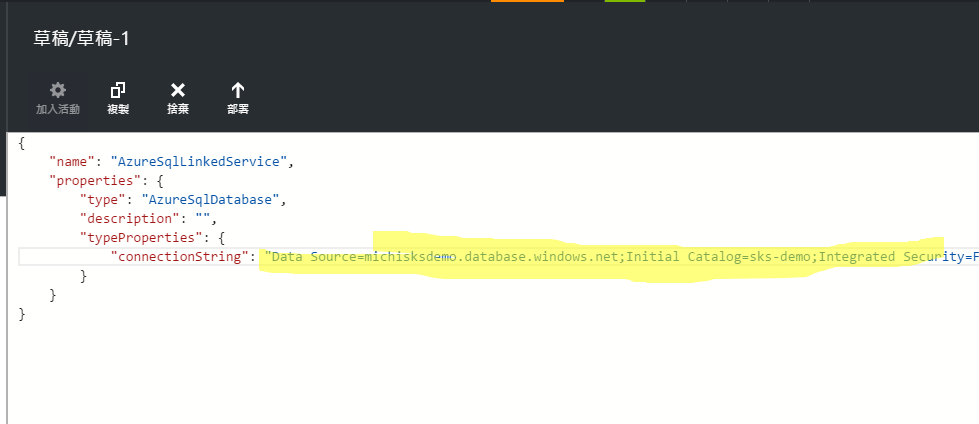 草稿/草稿-1
加入活動 複製 捨棄 部署
{
"name": "AzureSqlLinkedService",
"properties": {
"type": "AzureSqlDatabase",
"description": "",
"typeProperties": {
"connectionString": "Data Source=michisksdemo.database.windows.net;Initial Catalog=sks-demo;Integrated Security=F
}
}
}